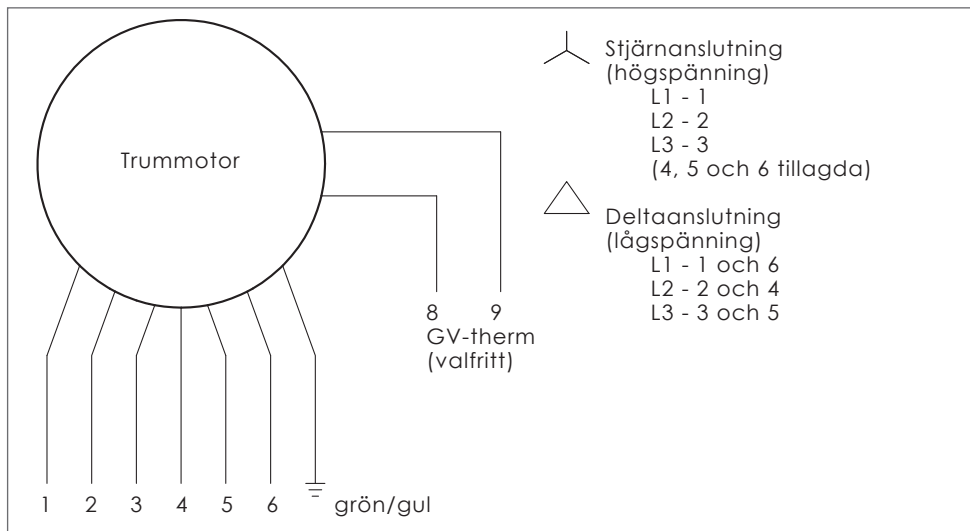 Trummotor
1 2 3 4 5 6 grön/gul
8 9
GV-therm
(valfritt)
Stjärnanslutning
(högspänning)
L1 - 1
L2 - 2
L3 - 3
(4, 5 och 6 tillagda)
Deltaanslutning
(lågspänning)
L1 - 1 och 6
L2 - 2 och 4
L3 - 3 och 5